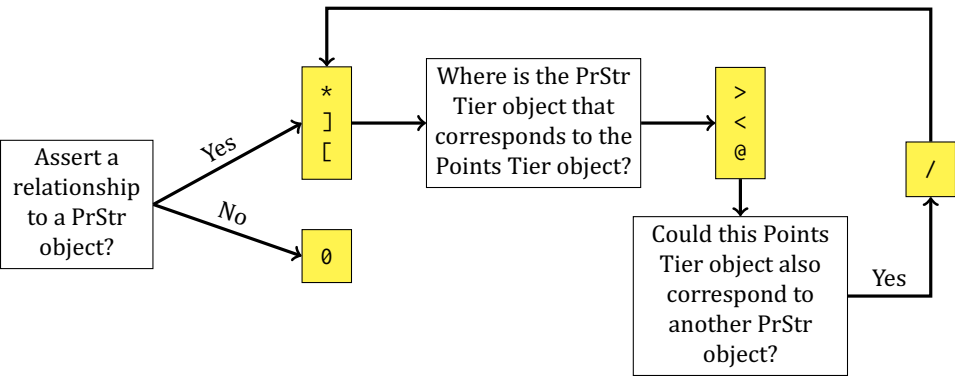 Assert a
relationship
to a PrStr
object?
Yes
No
*
]
[
0
Where is the PrStr
Tier object that
corresponds to the
Points Tier object?
>
<
@
Could this Points
Tier object also
correspond to
another PrStr
object?
Yes
/